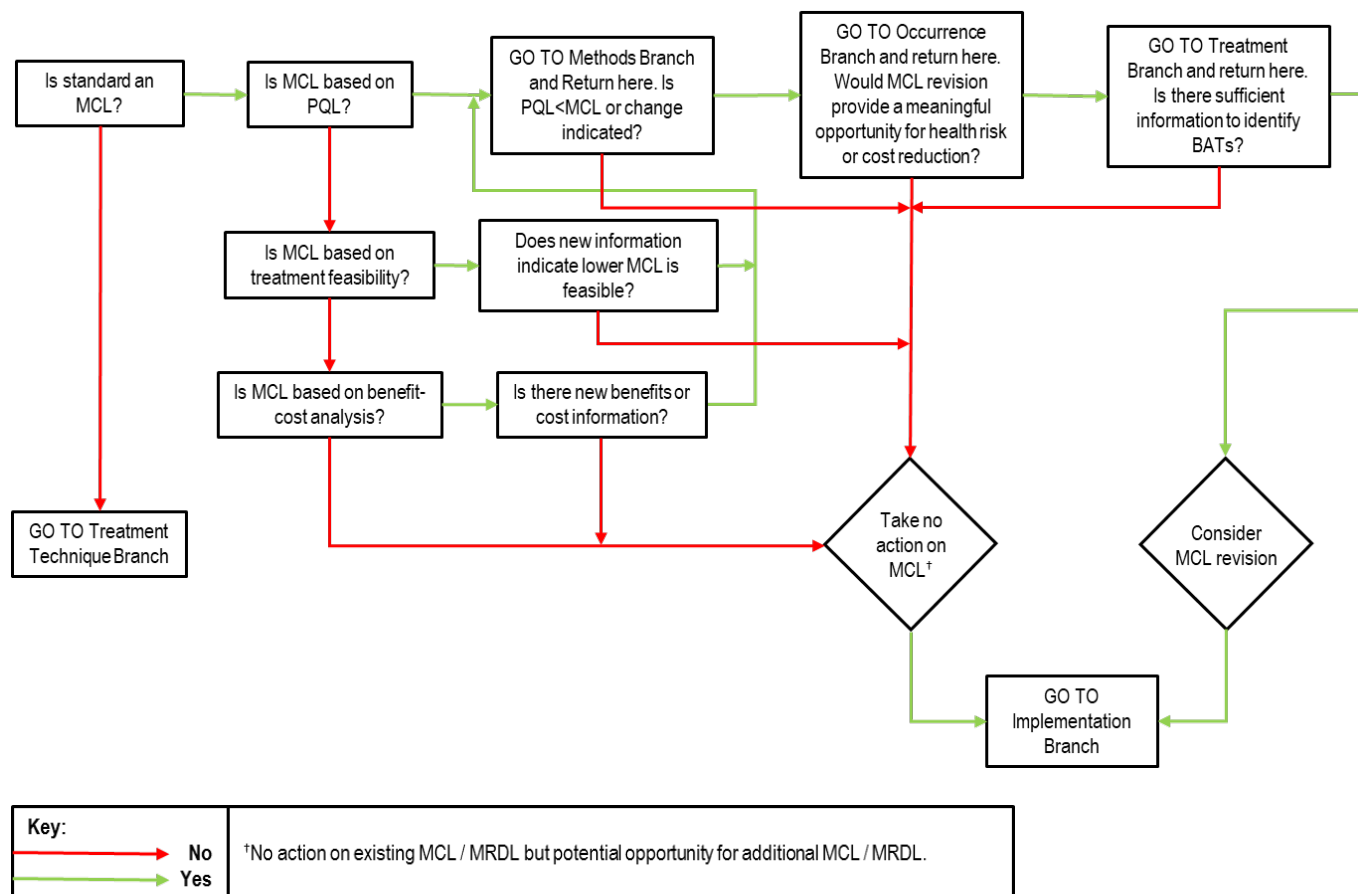 Is standard an
MCL?
Is MCL based on
PQL?
GO TO Methods Branch
and Return here. Is
PQL<MCL or change
indicated?
GO TO Occurrence
Branch and return here.
Would MCL revision
provide a meaningful
opportunity for health risk
or cost reduction?
GO TO Treatment
Branch and return here.
Is there sufficient
information to identify
BATs?
Is MCL based on
treatment feasibility?
Does new information
indicate lower MCL is
feasible?
Is MCL based on benefit-
cost analysis?
Is there new benefits or
cost information?
GO TO Treatment
Technique Branch
Take no
action on
MCL†
Consider
MCL revision
GO TO
Implementation
Branch
Key:
No
Yes
†No action on existing MCL / MRDL but potential opportunity for additional MCL / MRDL.